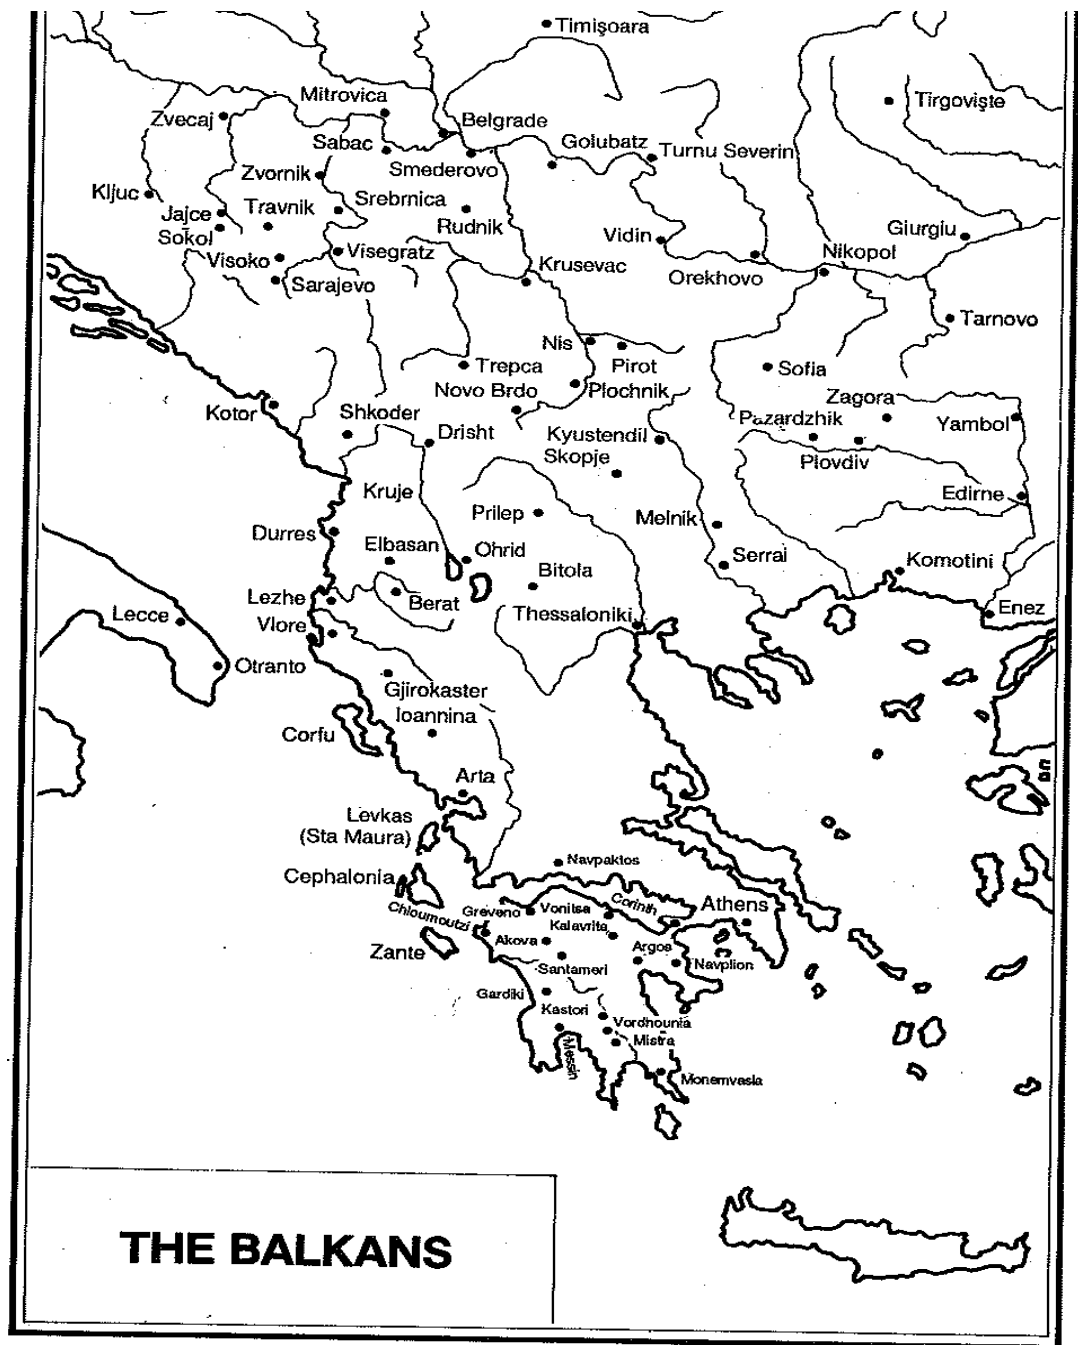 Timişoara
Mitrovica
Tirgovişte
Zvecaj
Belgrade
Sabac
Golubatz
Turnu Severin
Smederovo
Zvornik
Kljuc
Srebrnica
Jajce
Travnik
Rudnik
Sokol
Vidin
Giurgiu
Visoko
Visegratz
Nikopol
Krusevac
Orekhovo
Sarajevo
Tarnovo
Nis
Pirot
Trepca
Sofia
Novo Brdo
Plochnik
Zagora
Kotor
Shkoder
Pazardzhik
Yambol
Drisht
Kyustendil
Skopje
Plovdiv
Kruje
Edirne
Prilep
Melnik
Durres
Elbasan
Ohrid
Serrai
Komotini
Bitola
Lezhe
Berat
Enez
Lecce
Vlore
Thessaloniki
Otranto
Gjirokaster
Ioannina
Corfu
Arta
Levkas
(Sta Maura)
Navpaktos
Cephalonia
Corinth
Athens
Chloumoutzi
Greveno
Vonitsa
Kalavrita
Akova
Argos
Zante
Santameri
Navplion
Gardiki
Kastori
Vordhounia
Mistra
Messin
Monemvasia
THE BALKANS